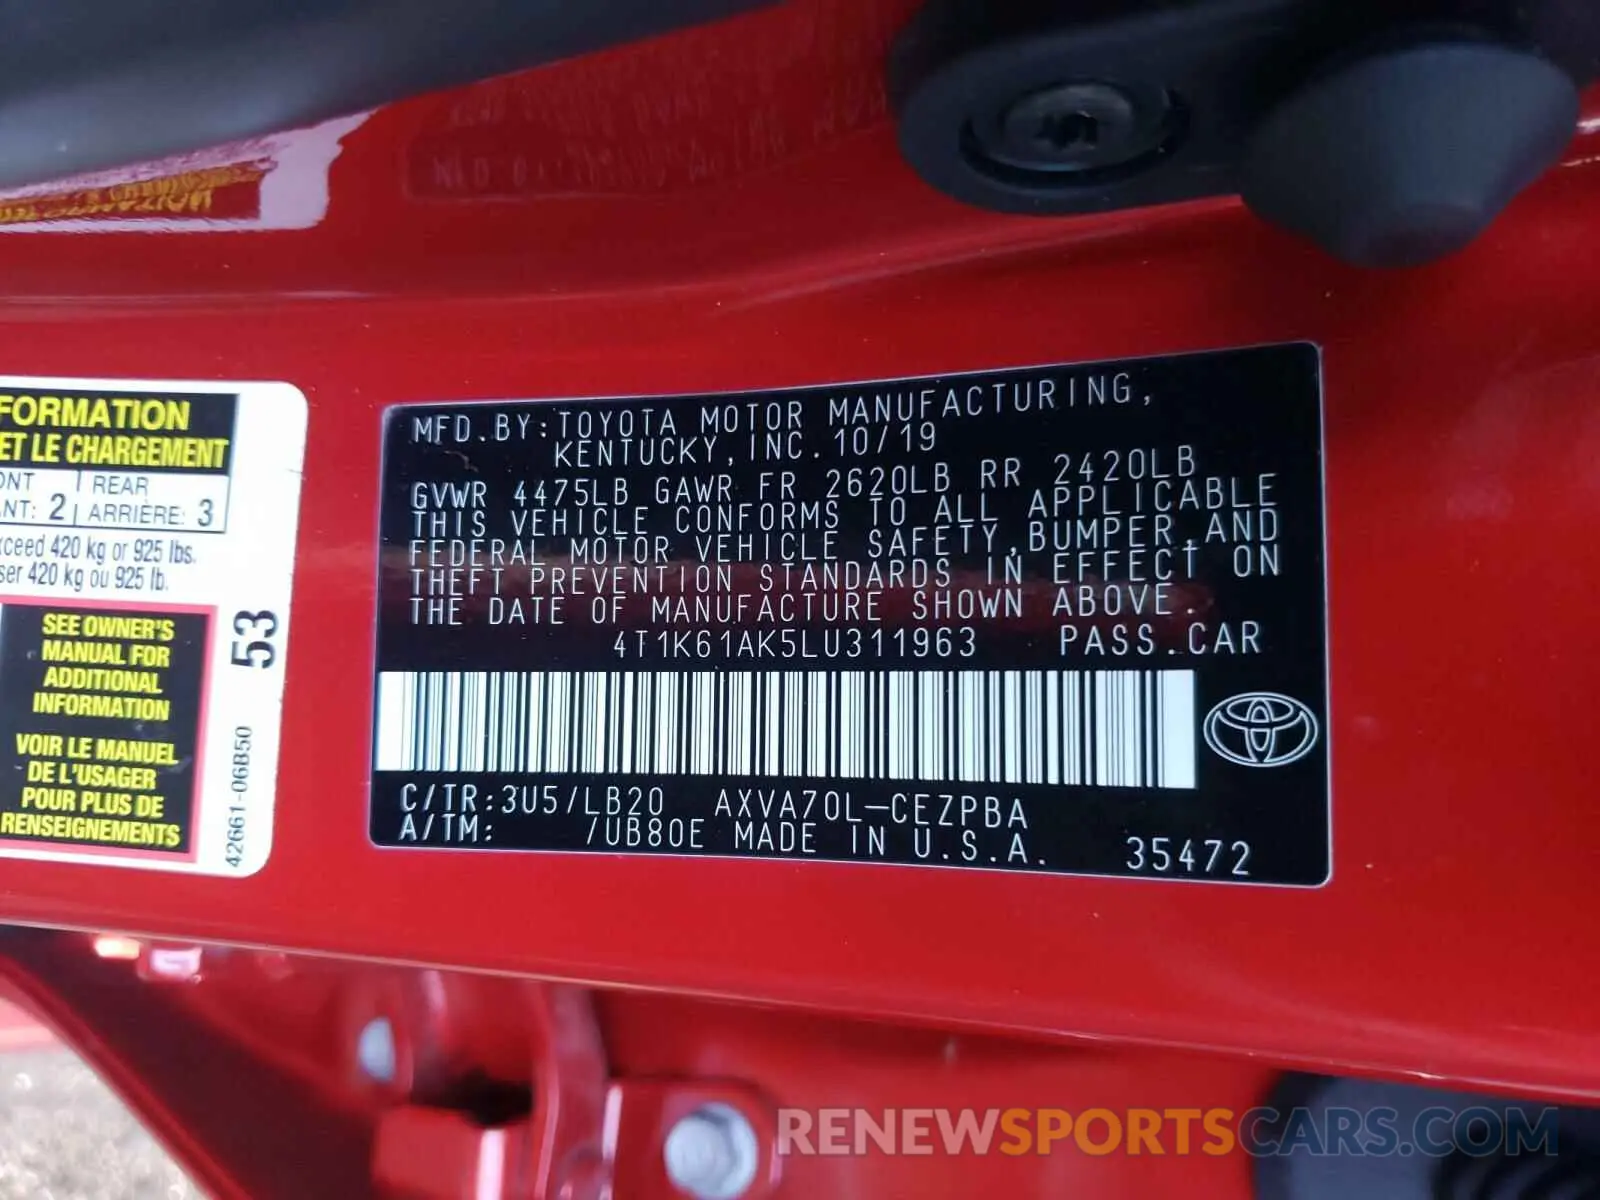 FORMATION
ET LE CHARGEMENT
REAR
ANT: 2 ARRIÈRE: 3
420 kg or 925 lbs.
420 kg ou 925 lb.
SEE OWNER'S
MANUAL FOR
ADDITIONAL
INFORMATION
VOIR LE MANUEL
DE L'USAGER
POUR PLUS DE
RENSEIGNEMENTS
53
42661-06B50
MFD.BY:TOYOTA MOTOR MANUFACTURING,
KENTUCKY,INC.10/19
GVWR 4475LB GAWR FR 2620LB RR 2420LB
THIS VEHICLE CONFORMS TO ALL APPLICABLE
FEDERAL MOTOR VEHICLE SAFETY,BUMPER,AND
THEFT PREVENTION STANDARDS IN EFFECT ON
THE DATE OF MANUFACTURE SHOWN ABOVE.
4T1K61AK5LU311963 PASS.CAR
C/TR:3U5/LB20 AXVA70L-CEZPBA
A/TM: /UB80E MADE IN U.S.A. 35472
RENEWSPORTSCARS.COM